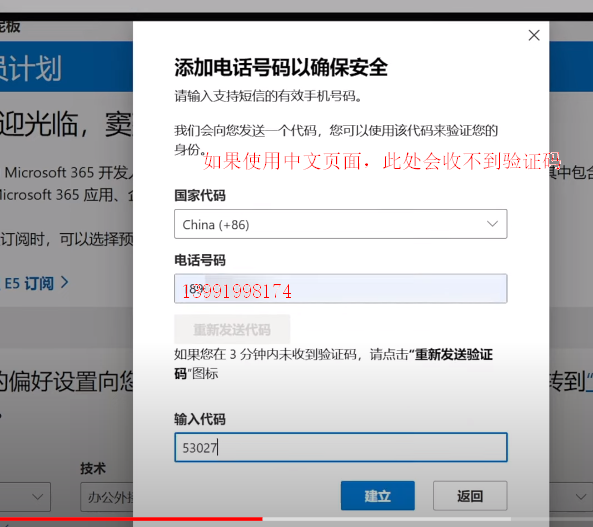 尼板
员计划
迎光临，窦
Microsoft 365 开发人
Microsoft 365 应用、企
订阅时，可以选择预
E5 订阅
的偏好设置向您
技术
办公外接
添加电话号码以确保安全
请输入支持短信的有效手机号码。
我们会向您发送一个代码，您可以使用该代码来验证您的
身份。
如果使用中文页面，此处会收不到验证码
国家代码
China (+86)
电话号码
18991998174
重新发送代码
如果您在 3 分钟内未收到验证码，请点击“重新发送验证
码”图标
输入代码
53027
建立
返回
其中包含
转到“